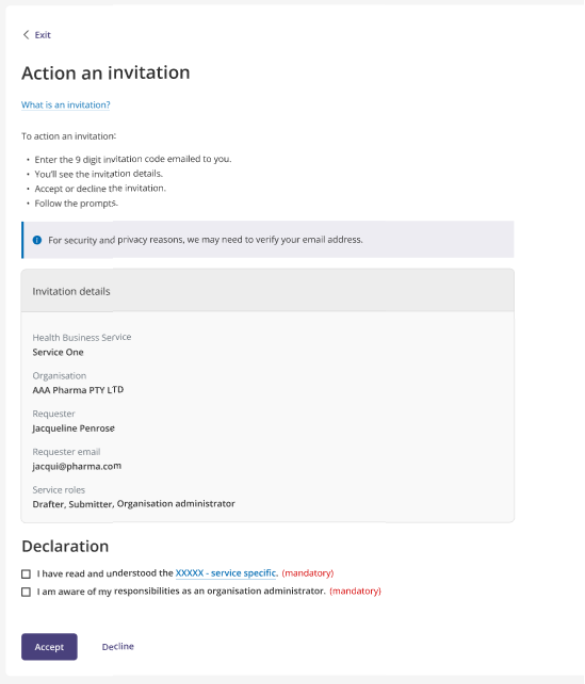 Exit
Action an invitation
What is an invitation?
To action an invitation:
• Enter the 9 digit invitation code emailed to you.
• You'll see the invitation details.
• Accept or decline the invitation.
• Follow the prompts.
For security and privacy reasons, we may need to verify your email address.
Invitation details
Health Business Service
Service One
Organisation
AAA Pharma PTY LTD
Requester
Jacqueline Penrose
Requester email
jacqui@pharma.com
Service roles
Drafter, Submitter, Organisation administrator
Declaration
I have read and understood the XXXXX - service specific. (mandatory)
I am aware of my responsibilities as an organisation administrator. (mandatory)
Accept Decline